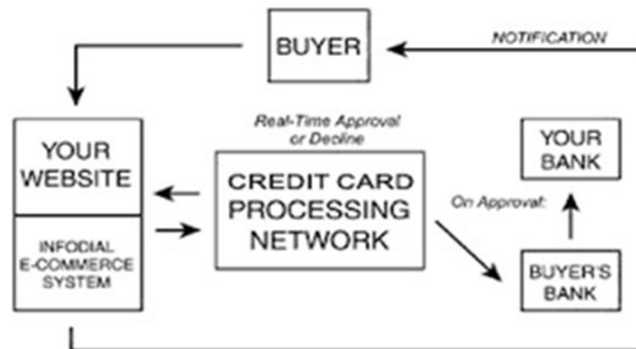 BUYER
NOTIFICATION
Real-Time Approval
or Decline
YOUR
WEBSITE
INFODIAL
E-COMMERCE
SYSTEM
CREDIT CARD
PROCESSING
NETWORK
On Approval:
YOUR
BANK
BUYER'S
BANK